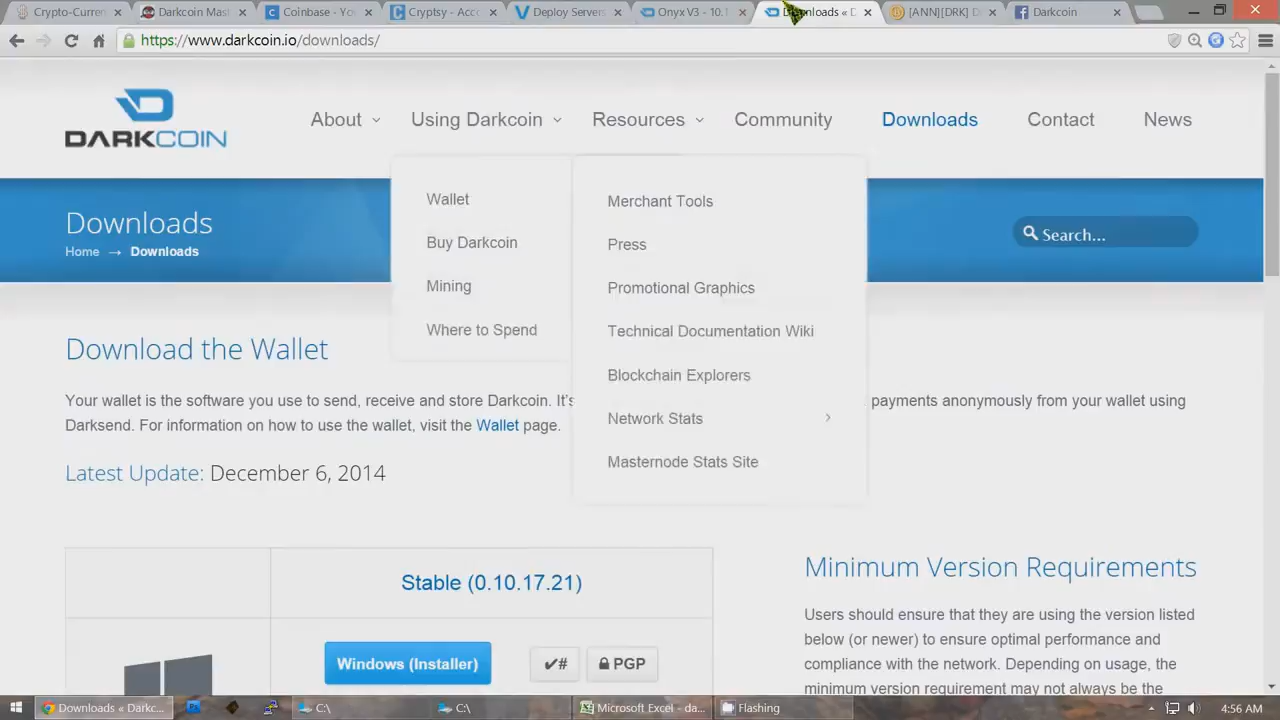 Crypto-Curren
Darkcoin Mast
Coinbase - You
Cryptsy - Acco
Deploy Servers
Onyx V3 - 10.1
Downloads « D
[ANN][DRK] D
Darkcoin
https://www.darkcoin.io/downloads/
DARKCOIN
About
Using Darkcoin
Resources
Community
Downloads
Contact
News
Wallet
Buy Darkcoin
Mining
Where to Spend
Merchant Tools
Press
Promotional Graphics
Technical Documentation Wiki
Blockchain Explorers
Network Stats
Masternode Stats Site
Downloads
Home → Downloads
Search...
Download the Wallet
Your wallet is the software you use to send, receive and store Darkcoin. It's
payments anonymously from your wallet using
Darksend. For information on how to use the wallet, visit the Wallet page.
Latest Update: December 6, 2014
Stable (0.10.17.21)
Windows (Installer)
✔#
PGP
Minimum Version Requirements
Users should ensure that they are using the version listed
below (or newer) to ensure optimal performance and
compliance with the network. Depending on usage, the
minimum version requirement may not always be the
Downloads « Darkc...
C:\
C:\
Microsoft Excel - da...
Flashing
4:56 AM